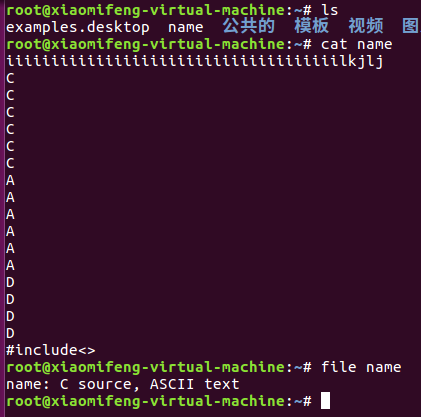 root@xiaomifeng-virtual-machine:~# ls
examples.desktop  name  公共的  模板  视频  图
root@xiaomifeng-virtual-machine:~# cat name
iiiiiiiiiiiiiiiiiiiiiiiiiiiiiiiiiiiiiilkjlj
C
C
C
C
C
C
A
A
A
A
A
A
D
D
D
D
#include<>
root@xiaomifeng-virtual-machine:~# file name
name: C source, ASCII text
root@xiaomifeng-virtual-machine:~#